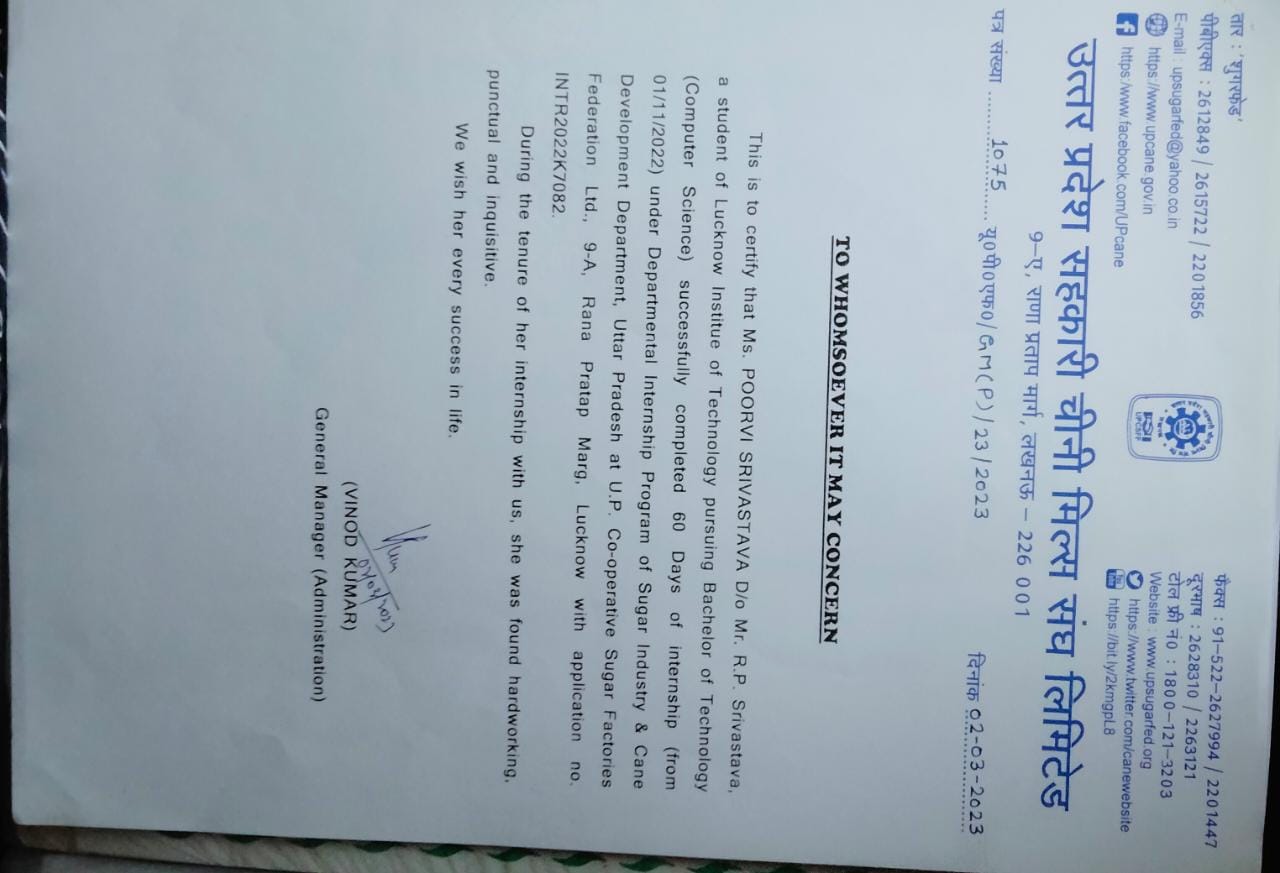 तार : 'शुगरफेड'
पीबीएक्स : 2612849 / 2615722 / 2201856
E-mail : upsugarfed@yahoo.co.in
https://www.upcane.gov.in
https:/www.facebook.com/UPcane
UPCSFF
फैक्स : 91-522-2627994 / 2201447
दूरभाष : 2628310 / 2263121
टोल फ्री नं0 : 1800-121-3203
Website : www.upsugarfed.org
https://www.twitter.com/canewebsite
You Tube https://bit.ly/2kmgpL8
उत्तर प्रदेश सहकारी चीनी मिल्स संघ लिमिटेड
9-ए, राणा प्रताप मार्ग, लखनऊ - 226 001
पत्र संख्या 1075 यू0पी0एफ0/GM(P)/23/2023
दिनांक 02-03-2023
TO WHOMSOEVER IT MAY CONCERN
This is to certify that Ms. POORVI SRIVASTAVA D/o Mr. R.P. Srivastava,
a student of Lucknow Institue of Technology pursuing Bachelor of Technology
(Computer Science) successfully completed 60 Days of internship (from
01/11/2022) under Departmental Internship Program of Sugar Industry & Cane
Development Department, Uttar Pradesh at U.P. Co-operative Sugar Factories
Federation Ltd., 9-A, Rana Pratap Marg, Lucknow with application no.
INTR2022K7082.
During the tenure of her internship with us, she was found hardworking,
punctual and inquisitive.
We wish her every success in life.
(VINOD KUMAR)
General Manager (Administration)